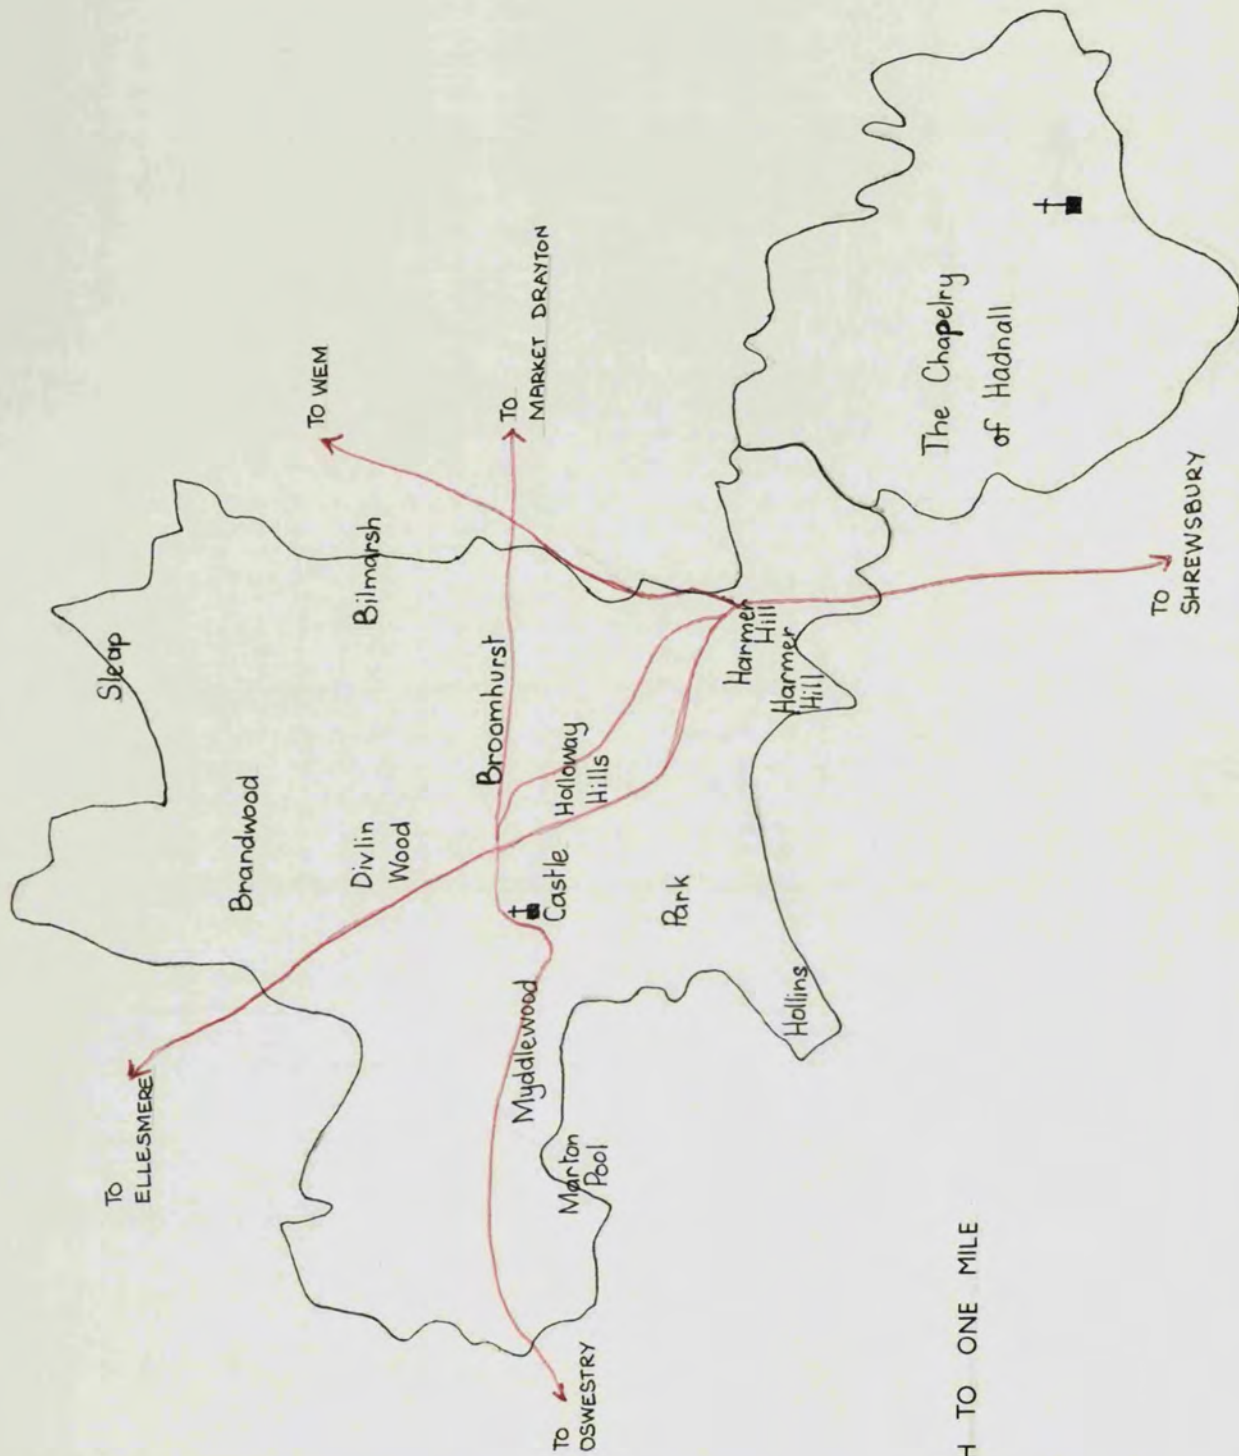 TO
ELLESMERE
Sleap
Brandwood
TO WEM
Bilmarsh
Divlin
Wood
Broomhurst
TO
MARKET DRAYTON
Castle
Holloway
Hills
Myddlewood
Marton
Pool
Park
Harmer
Hill
Harmer
Hill
Hollins
TO
OSWESTRY
The Chapelry
of Hadnall
TO
SHREWSBURY
H TO ONE MILE